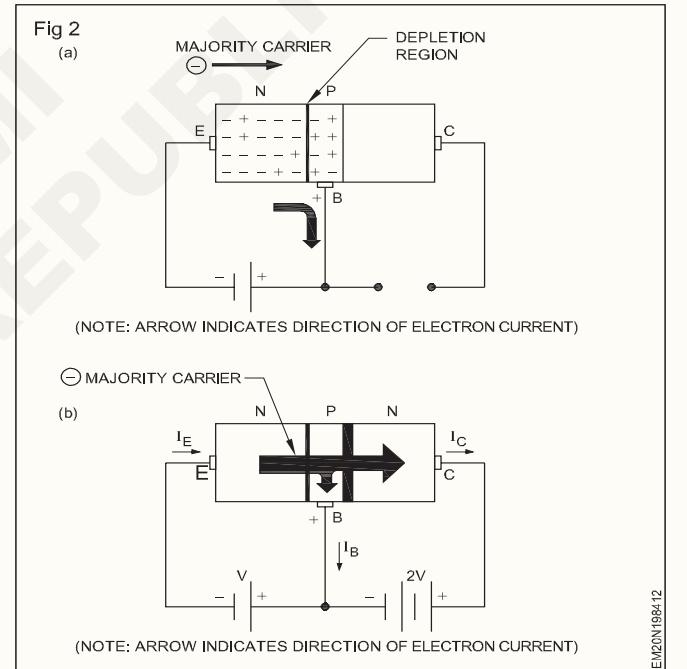 Fig 2
(a)
MAJORITY CARRIER
DEPLETION
REGION
N P
E
C
+ B
− +
(NOTE: ARROW INDICATES DIRECTION OF ELECTRON CURRENT)
MAJORITY CARRIER
(b)
N P N
IE
IC
E
C
+ B
IB
V
2V
− +
− +
(NOTE: ARROW INDICATES DIRECTION OF ELECTRON CURRENT)
EM20N198412